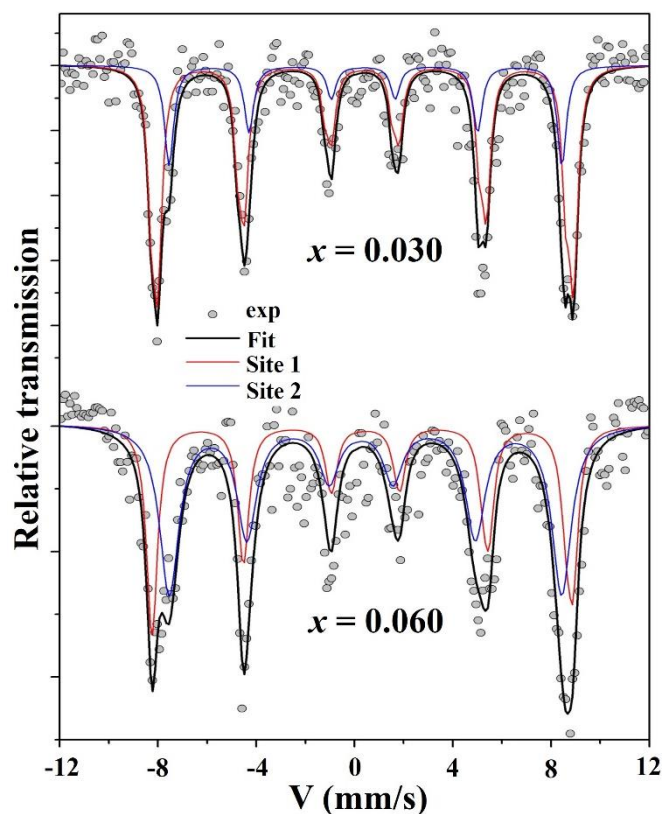 Relative transmission
x = 0.030
exp
Fit
Site 1
Site 2
x = 0.060
-12 -8 -4 0 4 8 12
V (mm/s)